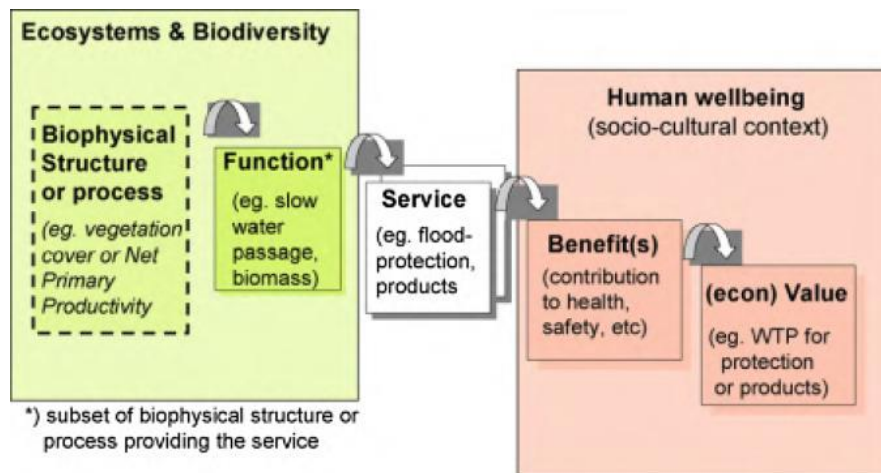 Ecosystems & Biodiversity
Biophysical
Structure
or process
(eg. vegetation
cover or Net
Primary
Productivity
Function*
(eg. slow
water
passage,
biomass)
Service
(eg. flood-
protection,
products
Human wellbeing
(socio-cultural context)
Benefit(s)
(contribution
to health,
safety, etc)
(econ) Value
(eg. WTP for
protection
or products)
*) subset of biophysical structure or
process providing the service